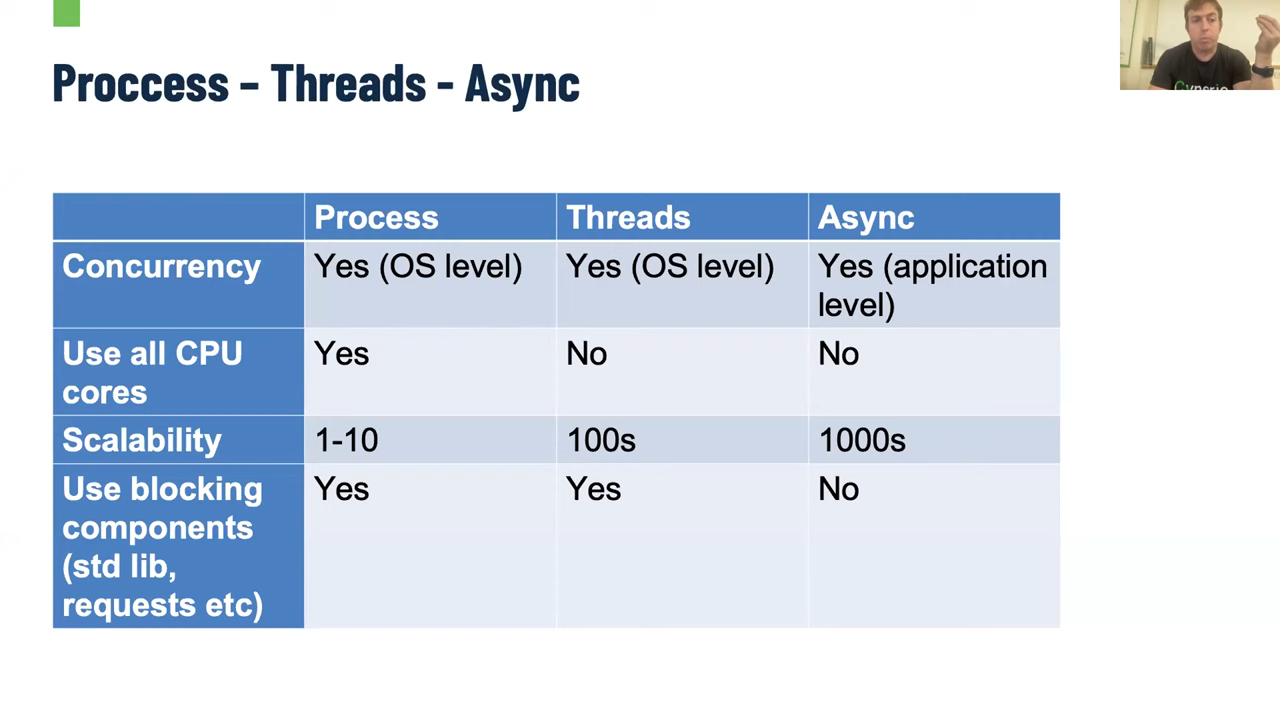 Proccess – Threads - Async
Process
Threads
Async
Concurrency
Yes (OS level)
Yes (OS level)
Yes (application
level)
Use all CPU
cores
Yes
No
No
Scalability
1-10
100s
1000s
Use blocking
components
(std lib,
requests etc)
Yes
Yes
No